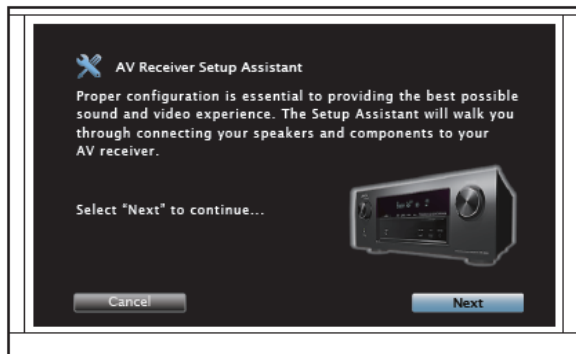 AV Receiver Setup Assistant
Proper configuration is essential to providing the best possible
sound and video experience. The Setup Assistant will walk you
through connecting your speakers and components to your
AV receiver.
Select “Next” to continue...
Cancel
Next